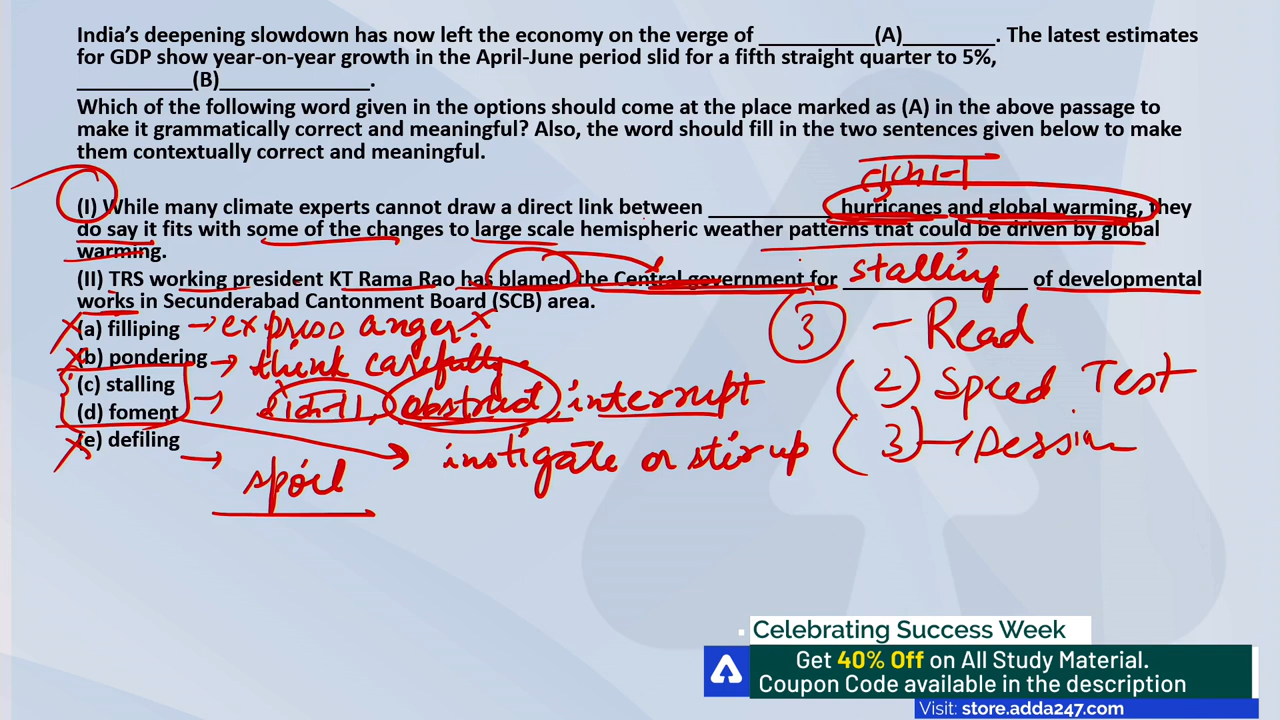 India’s deepening slowdown has now left the economy on the verge of __________(A)________. The latest estimates
for GDP show year-on-year growth in the April-June period slid for a fifth straight quarter to 5%,
__________(B)_____________.
Which of the following word given in the options should come at the place marked as (A) in the above passage to
make it grammatically correct and meaningful? Also, the word should fill in the two sentences given below to make
them contextually correct and meaningful.
(I) While many climate experts cannot draw a direct link between ____________ hurricanes and global warming, they
do say it fits with some of the changes to large scale hemispheric weather patterns that could be driven by global
warming.
(II) TRS working president KT Rama Rao has blamed the Central government for stalling of developmental
works in Secunderabad Cantonment Board (SCB) area.
(a) filliping → express anger x
(b) pondering → think carefully.
(c) stalling
(d) foment → obstruct, interrupt
(e) defiling
instigate or stir up
→ spoil
3 — Read
2) Speed Test
3) → Session
Celebrating Success Week
Get 40% Off on All Study Material.
Coupon Code available in the description
Visit: store.adda247.com